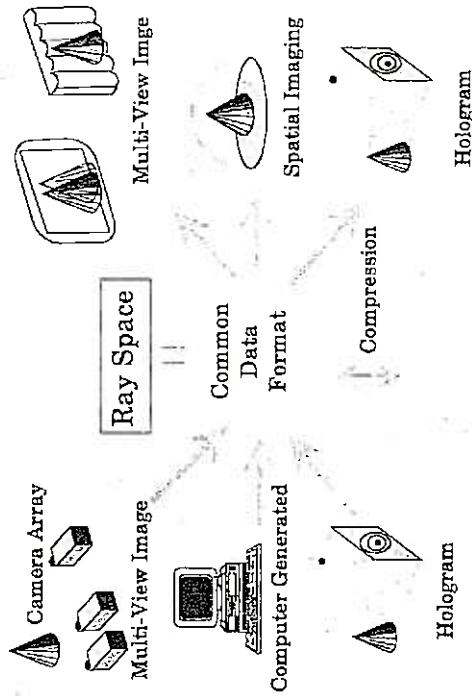 Camera Array
Multi-View Image
Computer Generated
Hologram
Ray Space
Common
Data
Format
Compression
Multi-View Imge
Spatial Imaging
Hologram